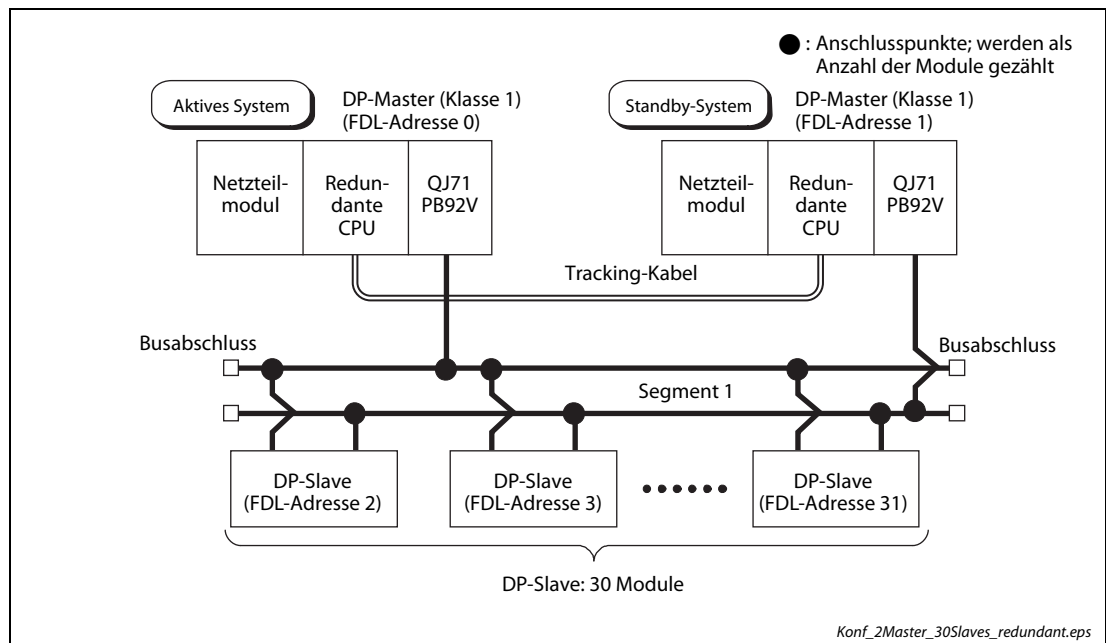 ● : Anschlusspunkte; werden als
Anzahl der Module gezählt
Aktives System
DP-Master (Klasse 1)
(FDL-Adresse 0)
Standby-System
DP-Master (Klasse 1)
(FDL-Adresse 1)
Netzteil-
modul
Redun-
dante
CPU
QJ71
PB92V
Netzteil-
modul
Redun-
dante
CPU
QJ71
PB92V
Tracking-Kabel
Busabschluss
Busabschluss
Segment 1
DP-Slave
(FDL-Adresse 2)
DP-Slave
(FDL-Adresse 3)
DP-Slave
(FDL-Adresse 31)
DP-Slave: 30 Module
Konf_2Master_30Slaves_redundant.eps